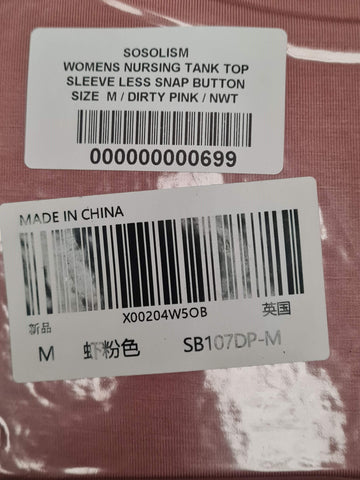 SOSOLISM
WOMENS NURSING TANK TOP
SLEEVE LESS SNAP BUTTON
SIZE M / DIRTY PINK / NWT
000000000699
MADE IN CHINA
X00204W5OB
新品 英国
M 虾粉色 SB107DP-M